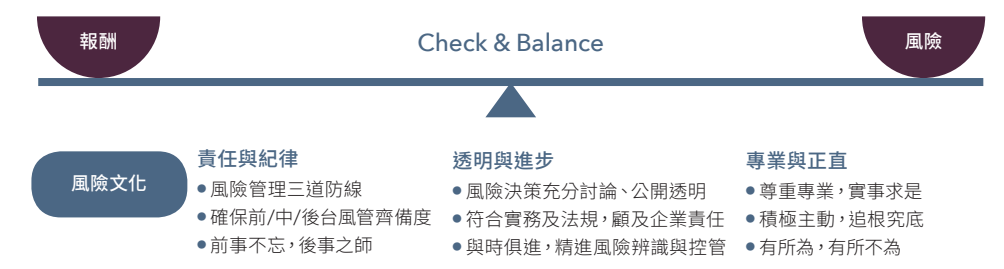 報酬
Check & Balance
風險
風險文化
責任與紀律
•風險管理三道防線
•確保前/中/後台風管齊備度
•前事不忘，後事之師
透明與進步
•風險決策充分討論、公開透明
•符合實務及法規，顧及企業責任
•與時俱進，精進風險辨識與控管
專業與正直
•尊重專業，實事求是
•積極主動，追根究底
•有所為，有所不為